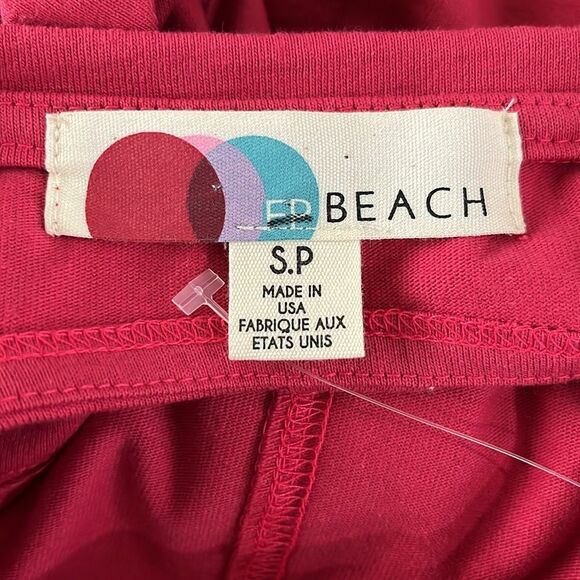 BEACH
S.P
MADE IN
USA
FABRIQUE AUX
ETATS UNIS